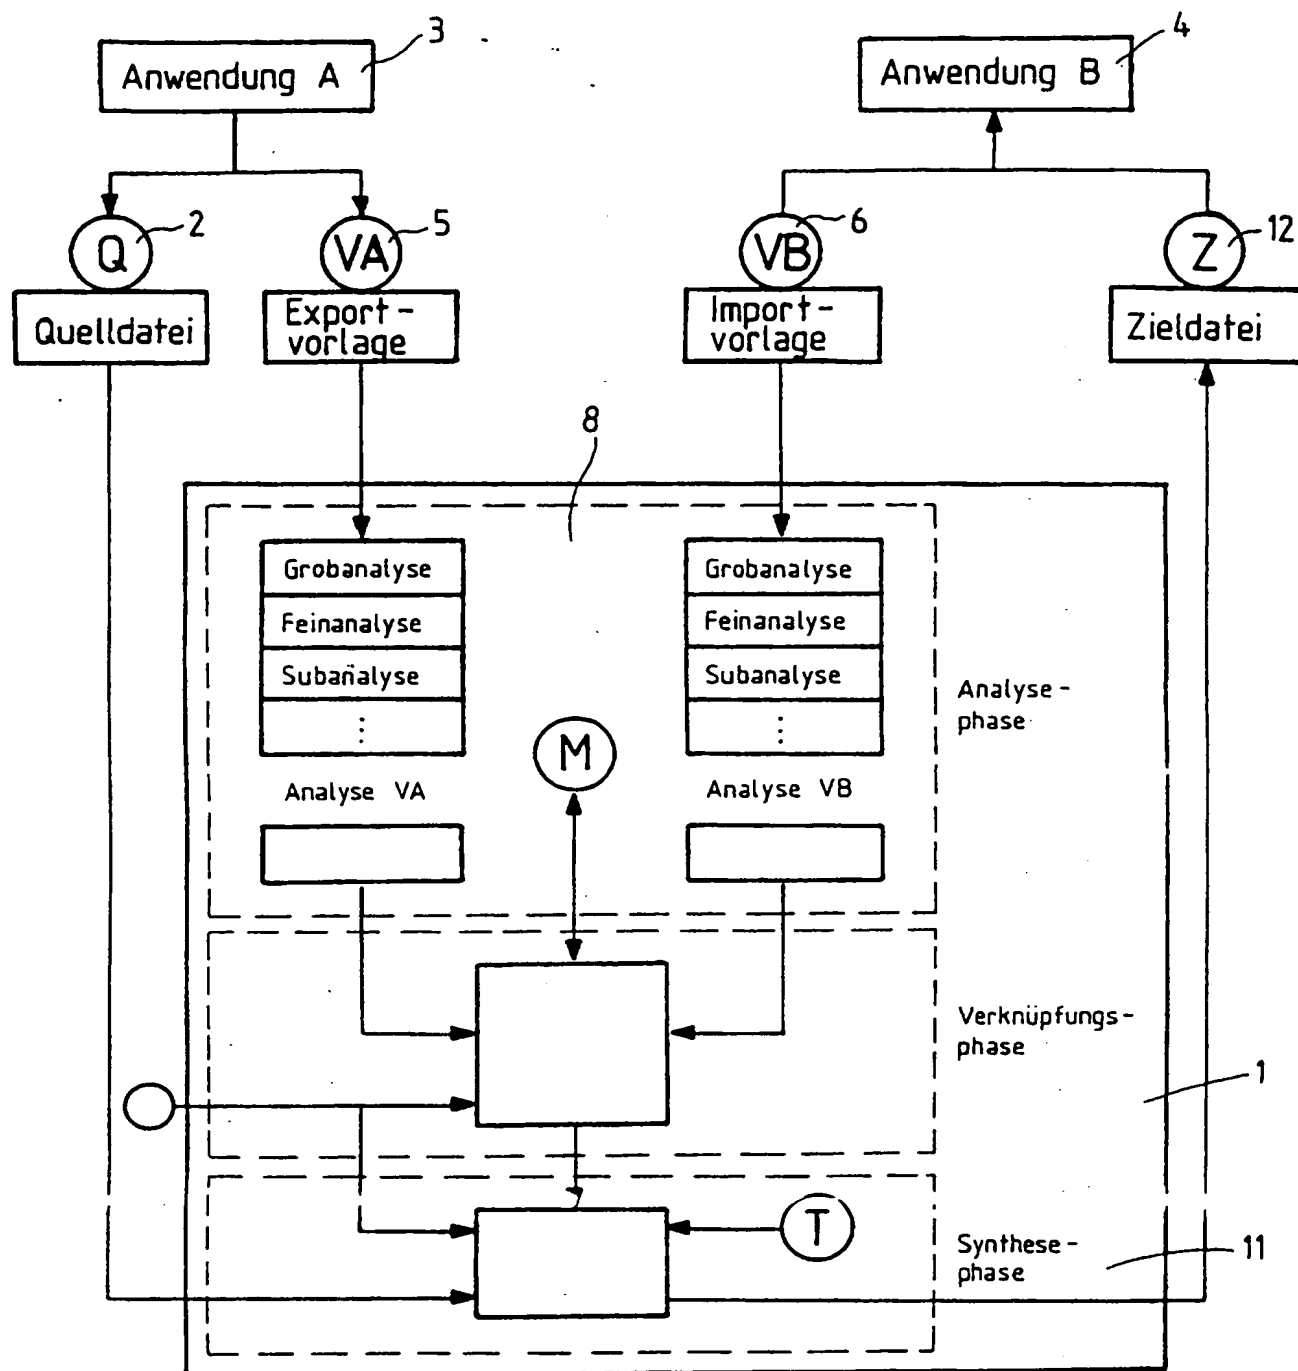 3
4
Anwendung A
Anwendung B
2
5
6
12
Q
VA
VB
Z
Quelldatei
Export-
vorlage
Import-
vorlage
Zieldatei
8
Grobanalyse
Feinanalyse
Subanalyse
⋮
Grobanalyse
Feinanalyse
Subanalyse
⋮
Analyse-
phase
M
Analyse VA
Analyse VB
Verknüpfungs-
phase
1
T
Synthese-
phase
11